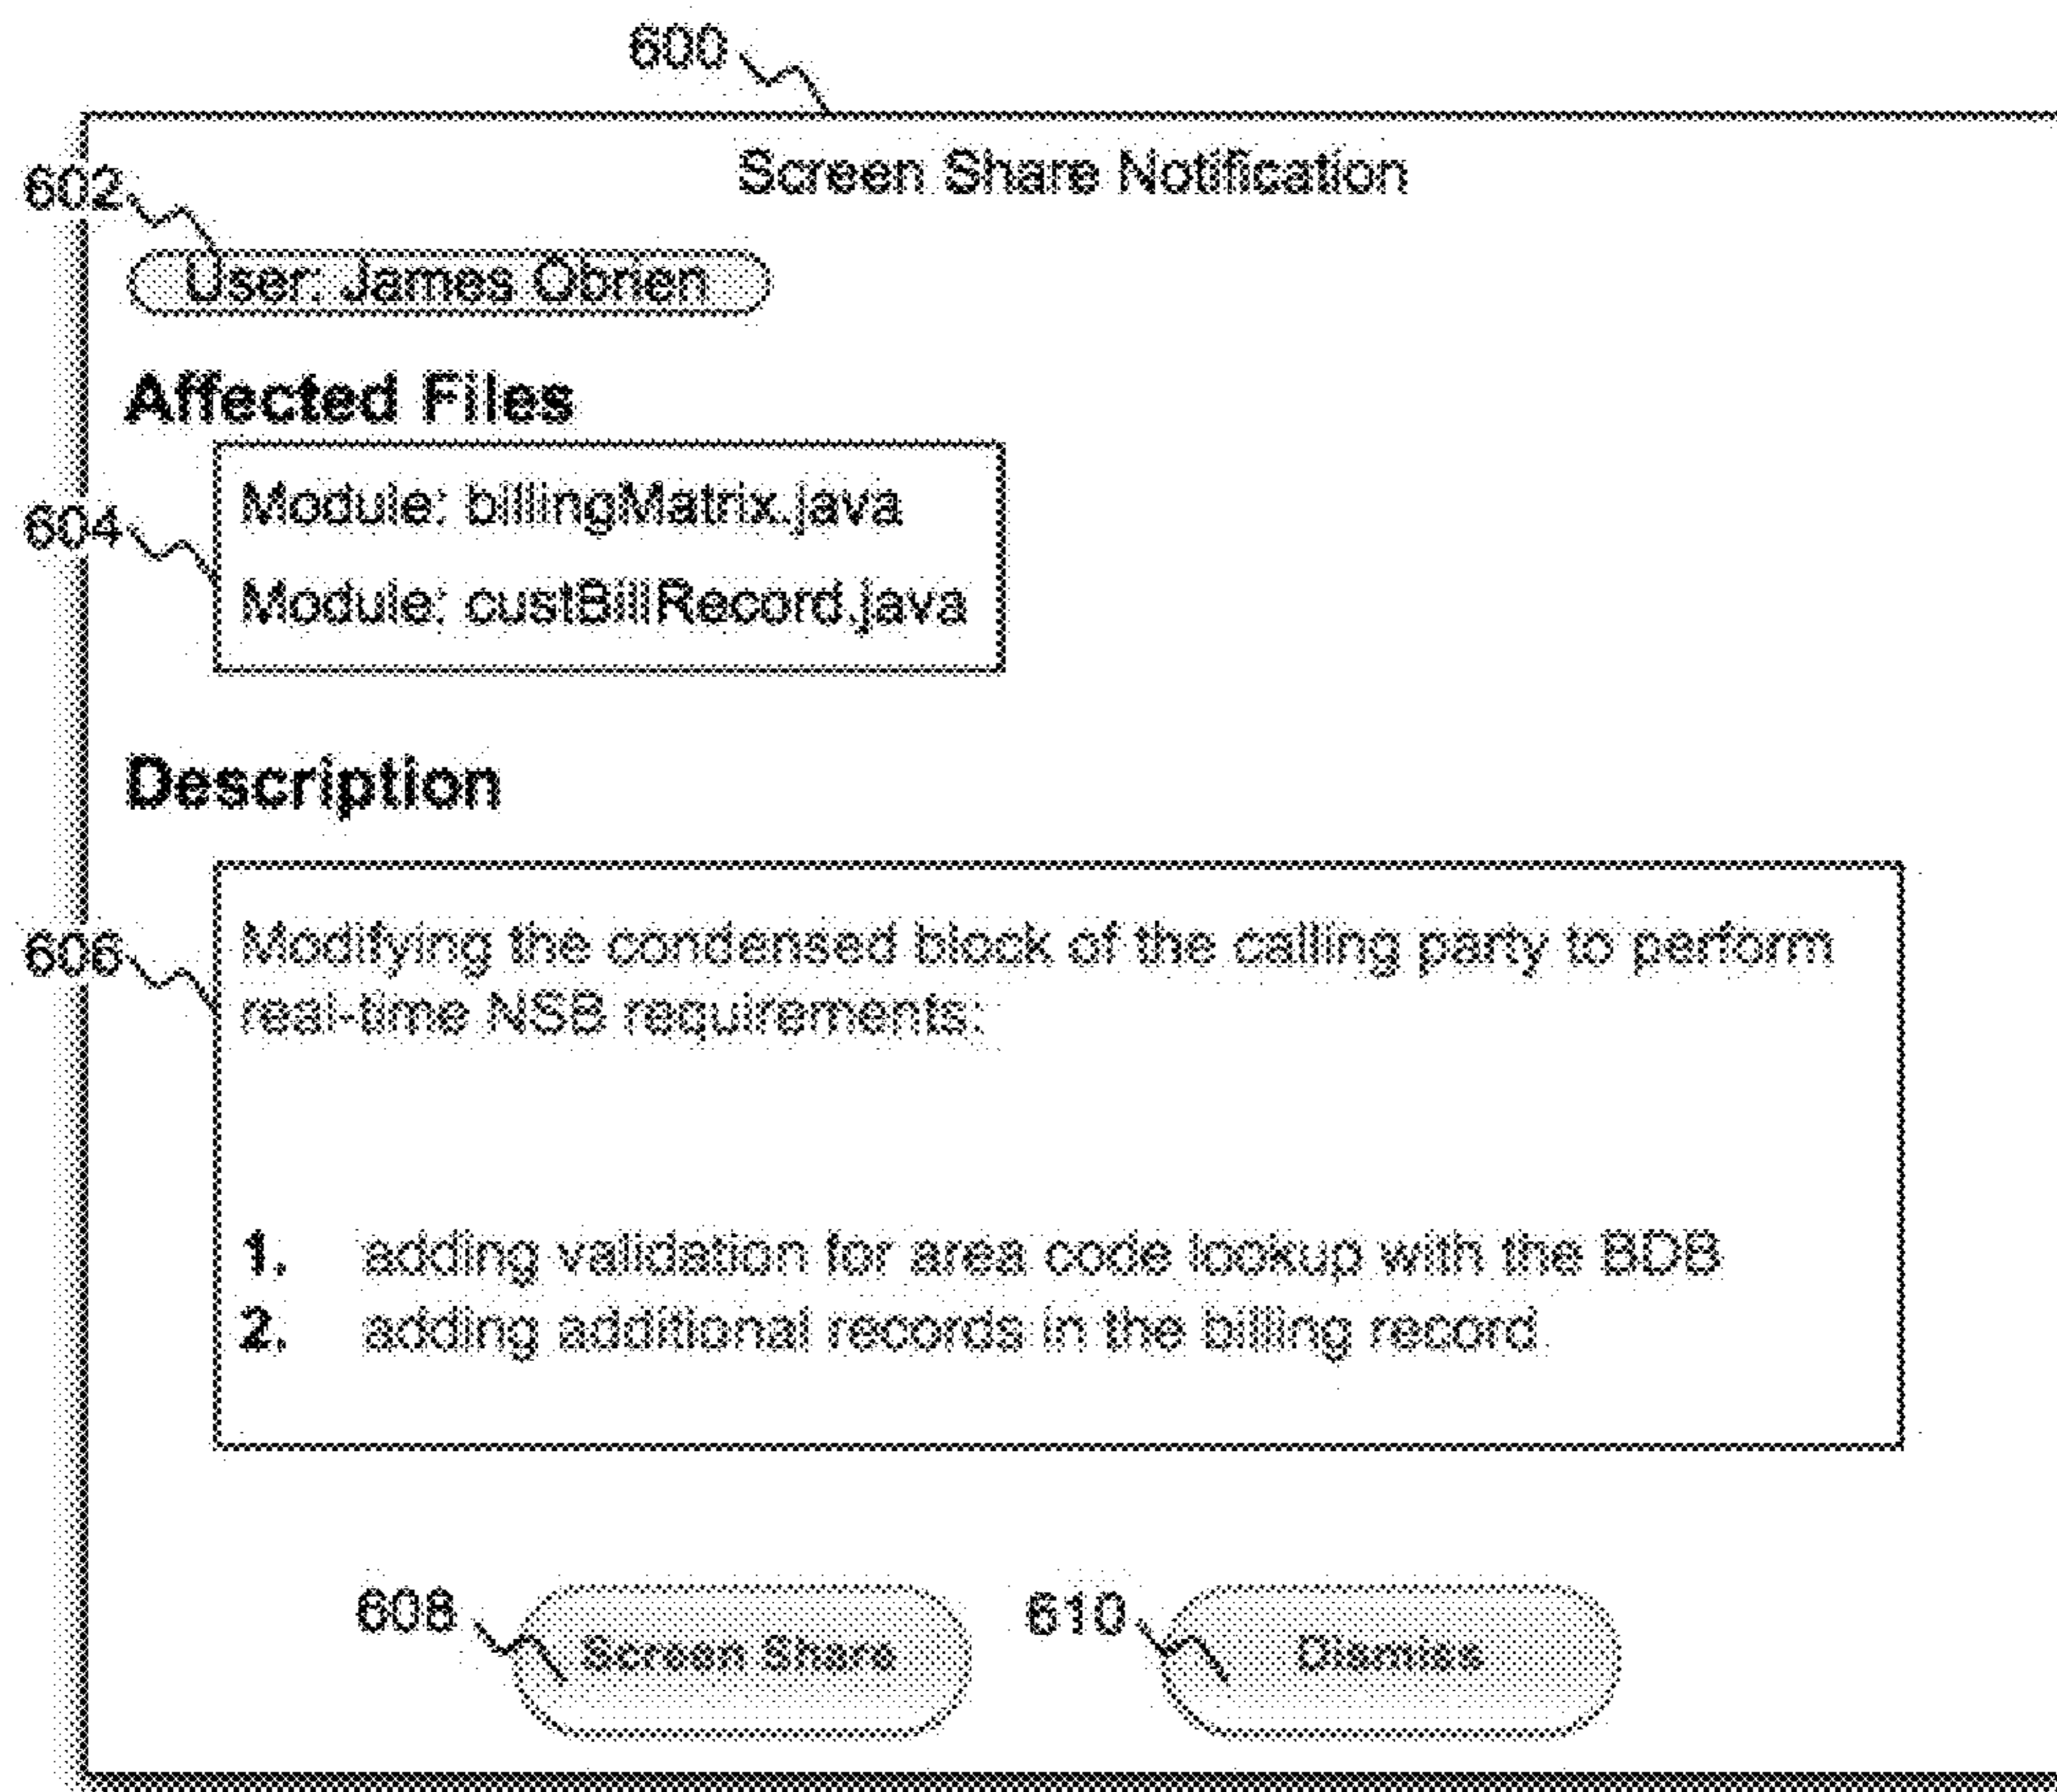 600
Screen Share Notification
602
User: James Obrien
Affected Files
604
Module: billingMatrix.java
Module: custBillRecord.java
Description
606
Modifying the condensed block of the calling party to perform
real-time NSB requirements:
1. adding validation for area code lookup with the BDB
2. adding additional records in the billing record
608
Screen Share
610
Dismiss